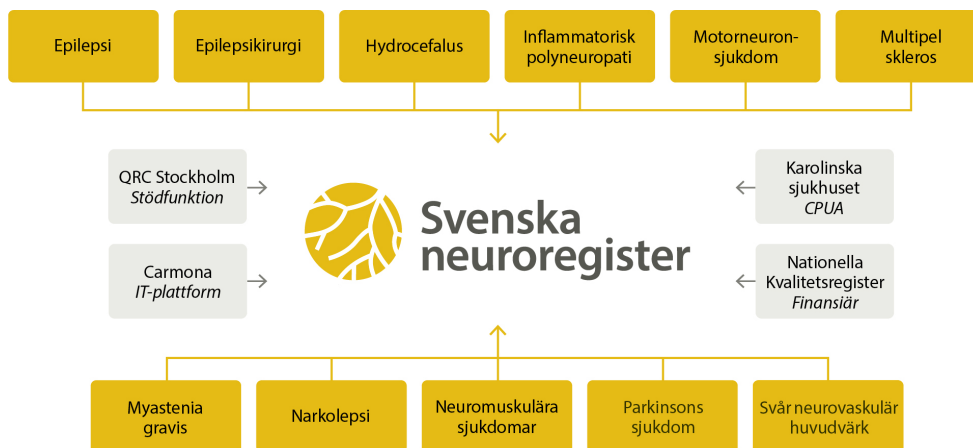 Epilepsi
Epilepsikirurgi
Hydrocefalus
Inflammatorisk
polyneuropati
Motorneuron-
sjukdom
Multipel
skleros
QRC Stockholm
Stödfunktion
Carmona
IT-plattform
Svenska
neuroregister
Karolinska
sjukhuset
CPUA
Nationella
Kvalitetsregister
Finansiär
Myastenia
gravis
Narkolepsi
Neuromuskulära
sjukdomar
Parkinsons
sjukdom
Svår neurovaskulär
huvudvärk